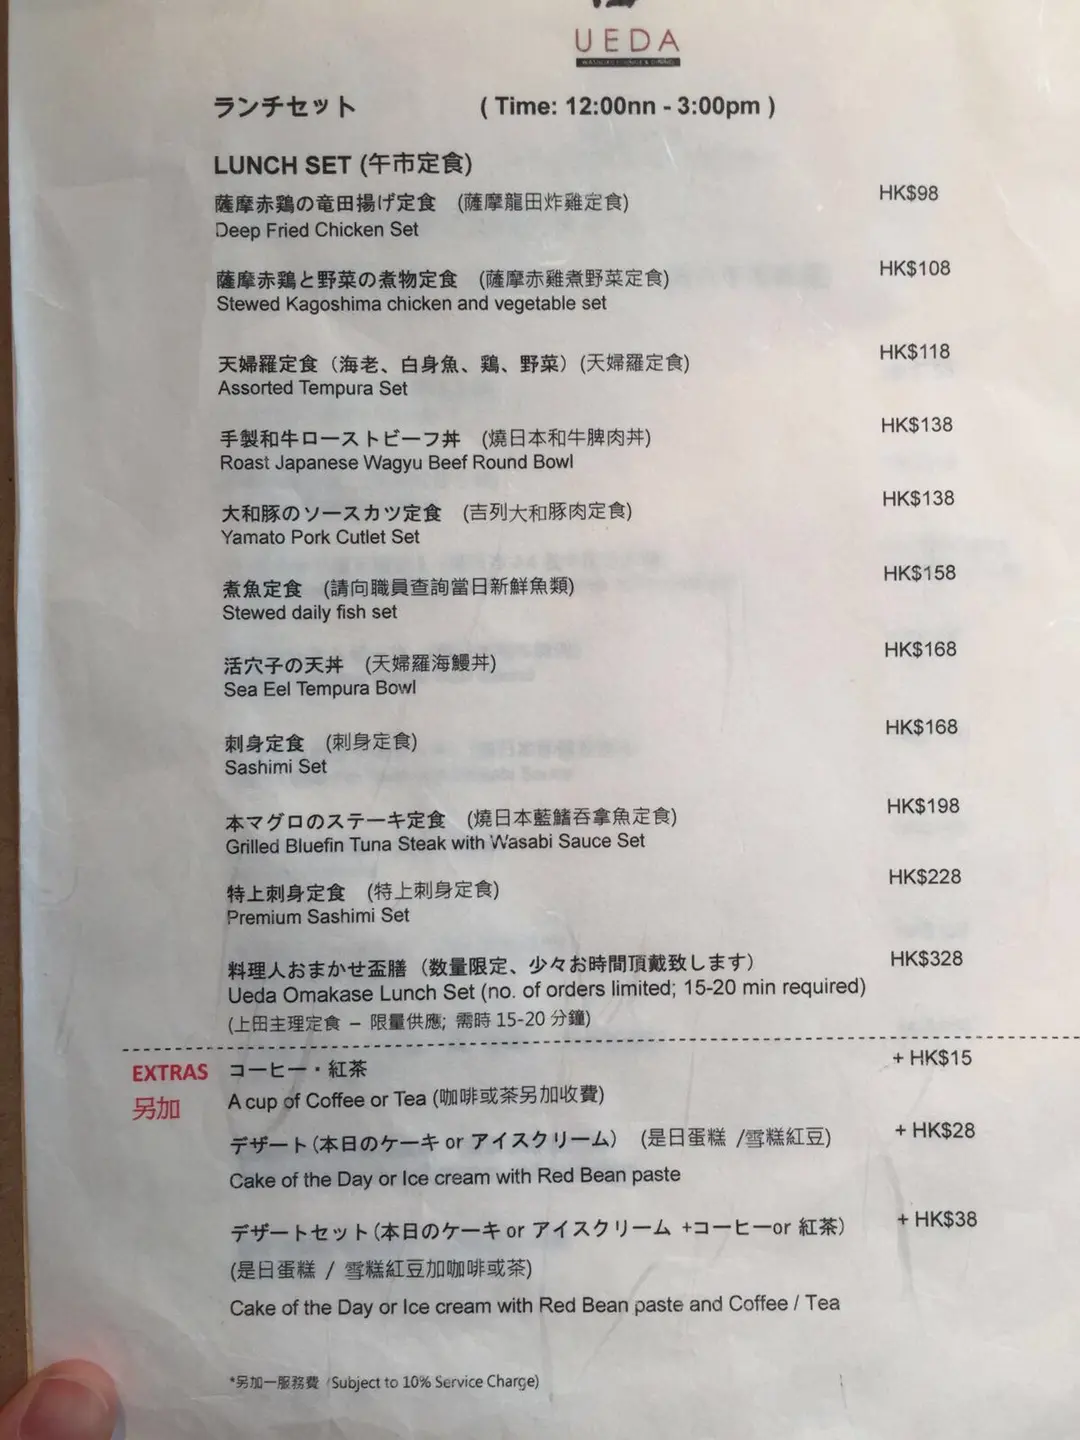 UEDA
ランチセット ( Time: 12:00nn - 3:00pm )
LUNCH SET (午市定食)
薩摩赤鶏の竜田揚げ定食 (薩摩龍田炸雞定食) HK$98
Deep Fried Chicken Set
薩摩赤鶏と野菜の煮物定食 (薩摩赤雞煮野菜定食) HK$108
Stewed Kagoshima chicken and vegetable set
天婦羅定食（海老、白身魚、鶏、野菜）(天婦羅定食) HK$118
Assorted Tempura Set
手製和牛ローストビーフ丼 (燒日本和牛脾肉丼) HK$138
Roast Japanese Wagyu Beef Round Bowl
大和豚のソースカツ定食 (吉列大和豚肉定食) HK$138
Yamato Pork Cutlet Set
煮魚定食 (請向職員查詢當日新鮮魚類) HK$158
Stewed daily fish set
活穴子の天丼 (天婦羅海鰻丼) HK$168
Sea Eel Tempura Bowl
刺身定食 (刺身定食) HK$168
Sashimi Set
本マグロのステーキ定食 (燒日本藍鰭吞拿魚定食) HK$198
Grilled Bluefin Tuna Steak with Wasabi Sauce Set
特上刺身定食 (特上刺身定食) HK$228
Premium Sashimi Set
料理人おまかせ盃膳（数量限定、少々お時間頂戴致します） HK$328
Ueda Omakase Lunch Set (no. of orders limited; 15-20 min required)
(上田主理定食 – 限量供應; 需時 15-20 分鐘)
EXTRAS コーヒー・紅茶 + HK$15
另加 A cup of Coffee or Tea (咖啡或茶另加收費)
デザート(本日のケーキ or アイスクリーム） (是日蛋糕 /雪糕紅豆) + HK$28
Cake of the Day or Ice cream with Red Bean paste
デザートセット(本日のケーキ or アイスクリーム +コーヒーor 紅茶） + HK$38
(是日蛋糕 / 雪糕紅豆加咖啡或茶)
Cake of the Day or Ice cream with Red Bean paste and Coffee / Tea
*另加一服務費 (Subject to 10% Service Charge)